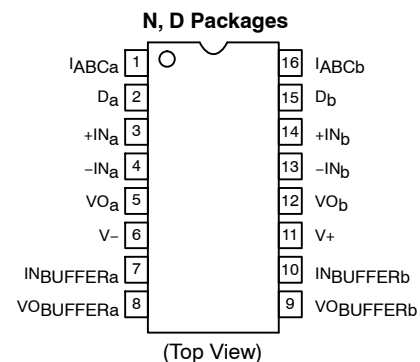 N, D Packages
IABCa 1 16 IABCb
Da 2 15 Db
+INa 3 14 +INb
−INa 4 13 −INb
VOa 5 12 VOb
V− 6 11 V+
INBUFFERa 7 10 INBUFFERb
VOBUFFERa 8 9 VOBUFFERb
(Top View)